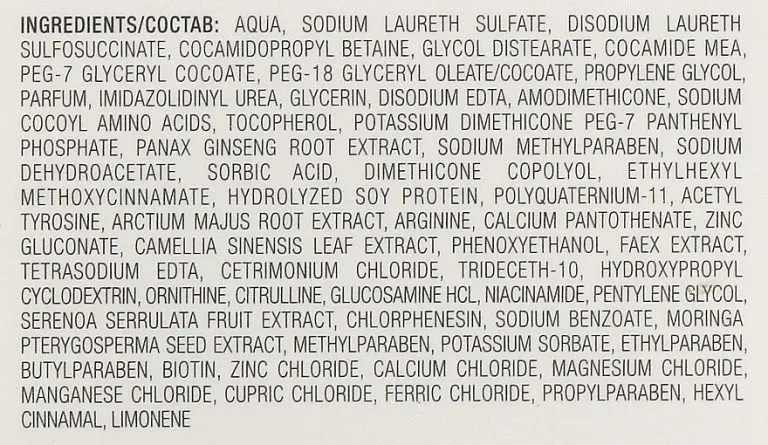 INGREDIENTS/СОСТАВ: AQUA, SODIUM LAURETH SULFATE, DISODIUM LAURETH
SULFOSUCCINATE, COCAMIDOPROPYL BETAINE, GLYCOL DISTEARATE, COCAMIDE MEA,
PEG-7 GLYCERYL COCOATE, PEG-18 GLYCERYL OLEATE/COCOATE, PROPYLENE GLYCOL,
PARFUM, IMIDAZOLIDINYL UREA, GLYCERIN, DISODIUM EDTA, AMODIMETHICONE, SODIUM
COCOYL AMINO ACIDS, TOCOPHEROL, POTASSIUM DIMETHICONE PEG-7 PANTHENYL
PHOSPHATE, PANAX GINSENG ROOT EXTRACT, SODIUM METHYLPARABEN, SODIUM
DEHYDROACETATE, SORBIC ACID, DIMETHICONE COPOLYOL, ETHYLHEXYL
METHOXYCINNAMATE, HYDROLYZED SOY PROTEIN, POLYQUATERNIUM-11, ACETYL
TYROSINE, ARCTIUM MAJUS ROOT EXTRACT, ARGININE, CALCIUM PANTOTHENATE, ZINC
GLUCONATE, CAMELLIA SINENSIS LEAF EXTRACT, PHENOXYETHANOL, FAEX EXTRACT,
TETRASODIUM EDTA, CETRIMONIUM CHLORIDE, TRIDECETH-10, HYDROXYPROPYL
CYCLODEXTRIN, ORNITHINE, CITRULLINE, GLUCOSAMINE HCL, NIACINAMIDE, PENTYLENE GLYCOL,
SERENOA SERRULATA FRUIT EXTRACT, CHLORPHENESIN, SODIUM BENZOATE, MORINGA
PTERYGOSPERMA SEED EXTRACT, METHYLPARABEN, POTASSIUM SORBATE, ETHYLPARABEN,
BUTYLPARABEN, BIOTIN, ZINC CHLORIDE, CALCIUM CHLORIDE, MAGNESIUM CHLORIDE,
MANGANESE CHLORIDE, CUPRIC CHLORIDE, FERRIC CHLORIDE, PROPYLPARABEN, HEXYL
CINNAMAL, LIMONENE